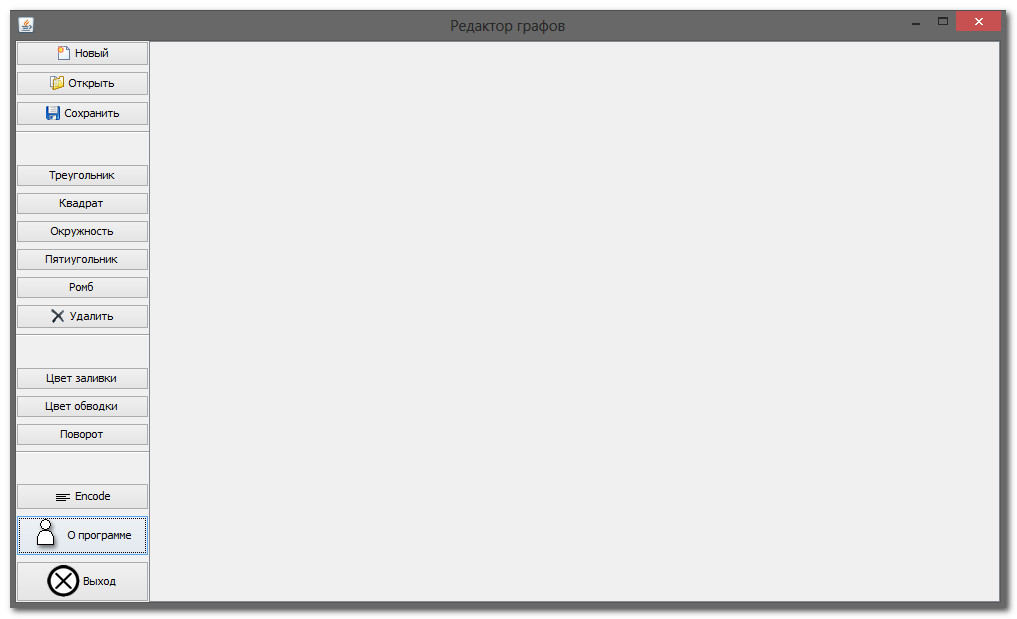 Редактор графов
Новый
Открыть
Сохранить
Треугольник
Квадрат
Окружность
Пятиугольник
Ромб
Удалить
Цвет заливки
Цвет обводки
Поворот
Encode
О программе
Выход